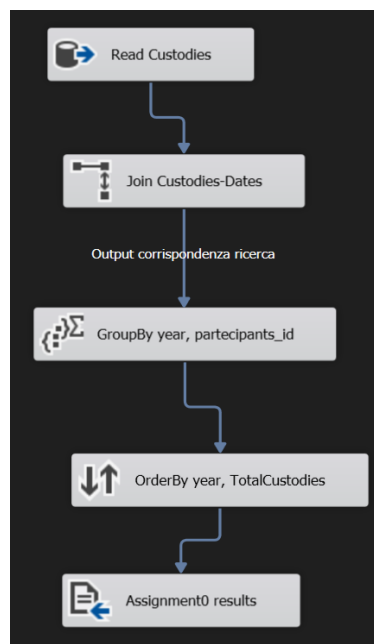 Read Custodies
Join Custodies-Dates
Output corrispondenza ricerca
GroupBy year, partecipants_id
OrderBy year, TotalCustodies
Assignment0 results